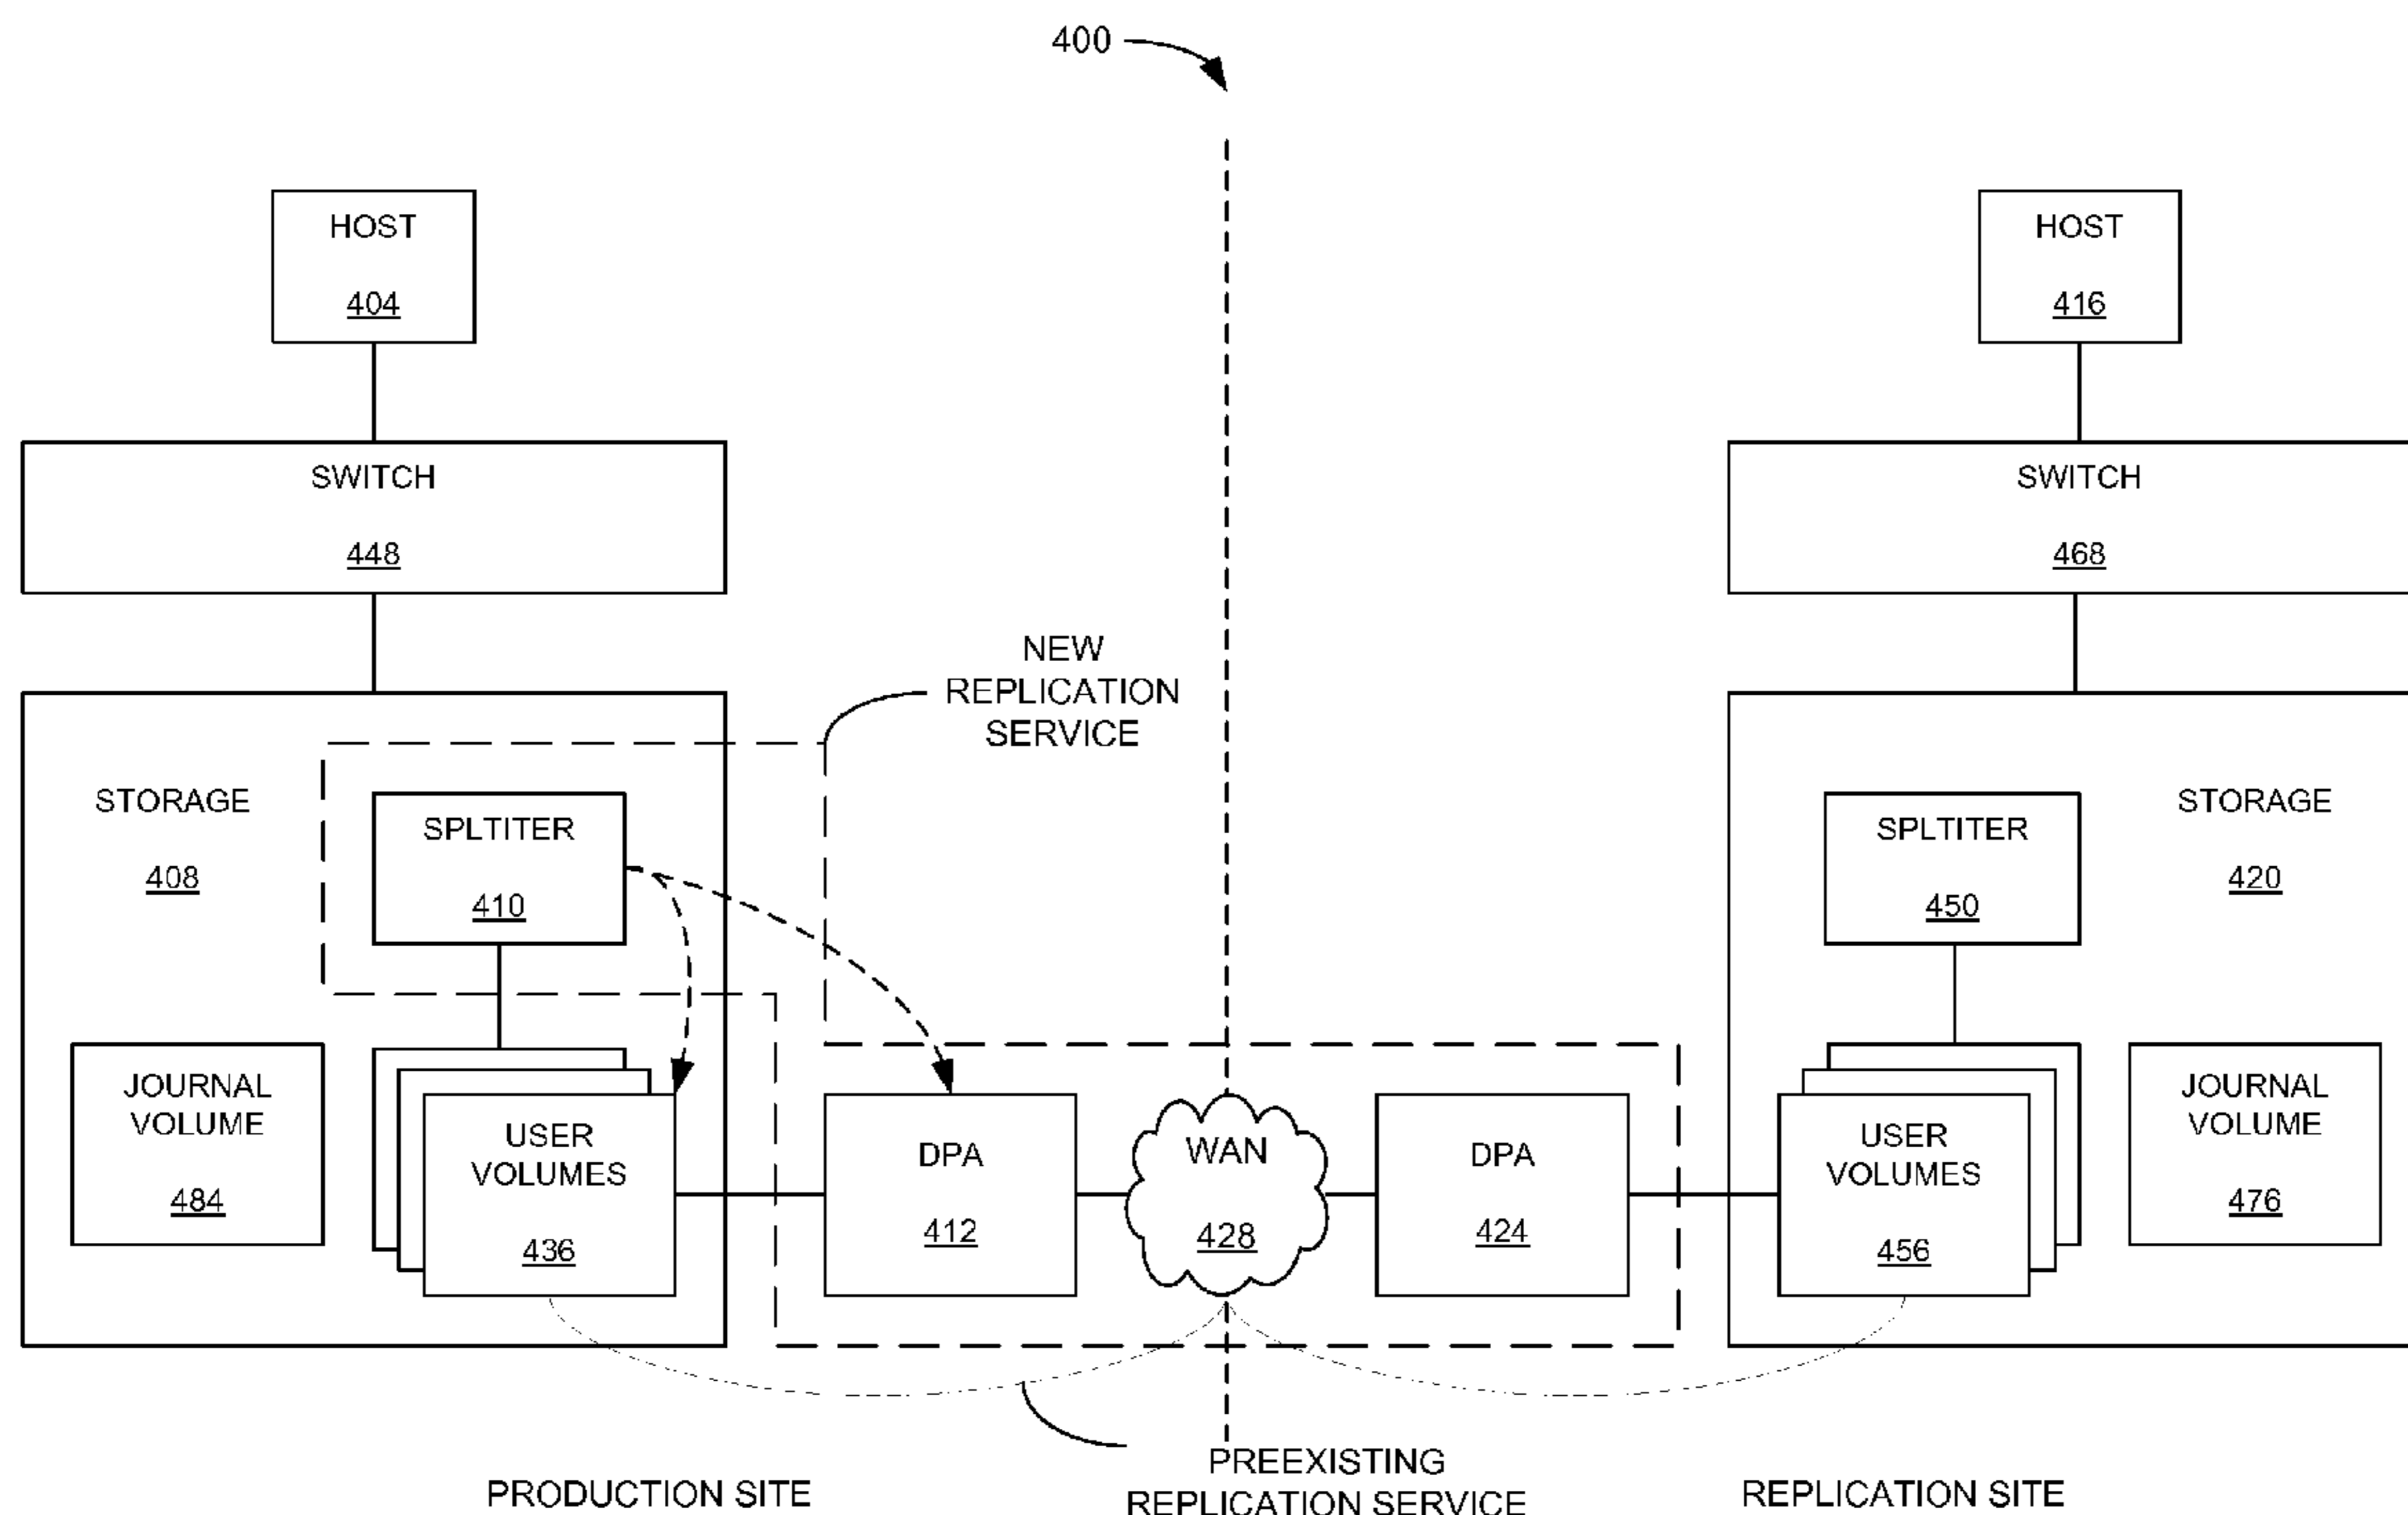 400
HOST
404
HOST
416
SWITCH
448
SWITCH
468
NEW
REPLICATION
SERVICE
STORAGE
408
SPLTITER
410
SPLTITER
450
STORAGE
420
JOURNAL
VOLUME
484
USER
VOLUMES
436
DPA
412
WAN
428
DPA
424
USER
VOLUMES
456
JOURNAL
VOLUME
476
PRODUCTION SITE
PREEXISTING
REPLICATION SERVICE
REPLICATION SITE